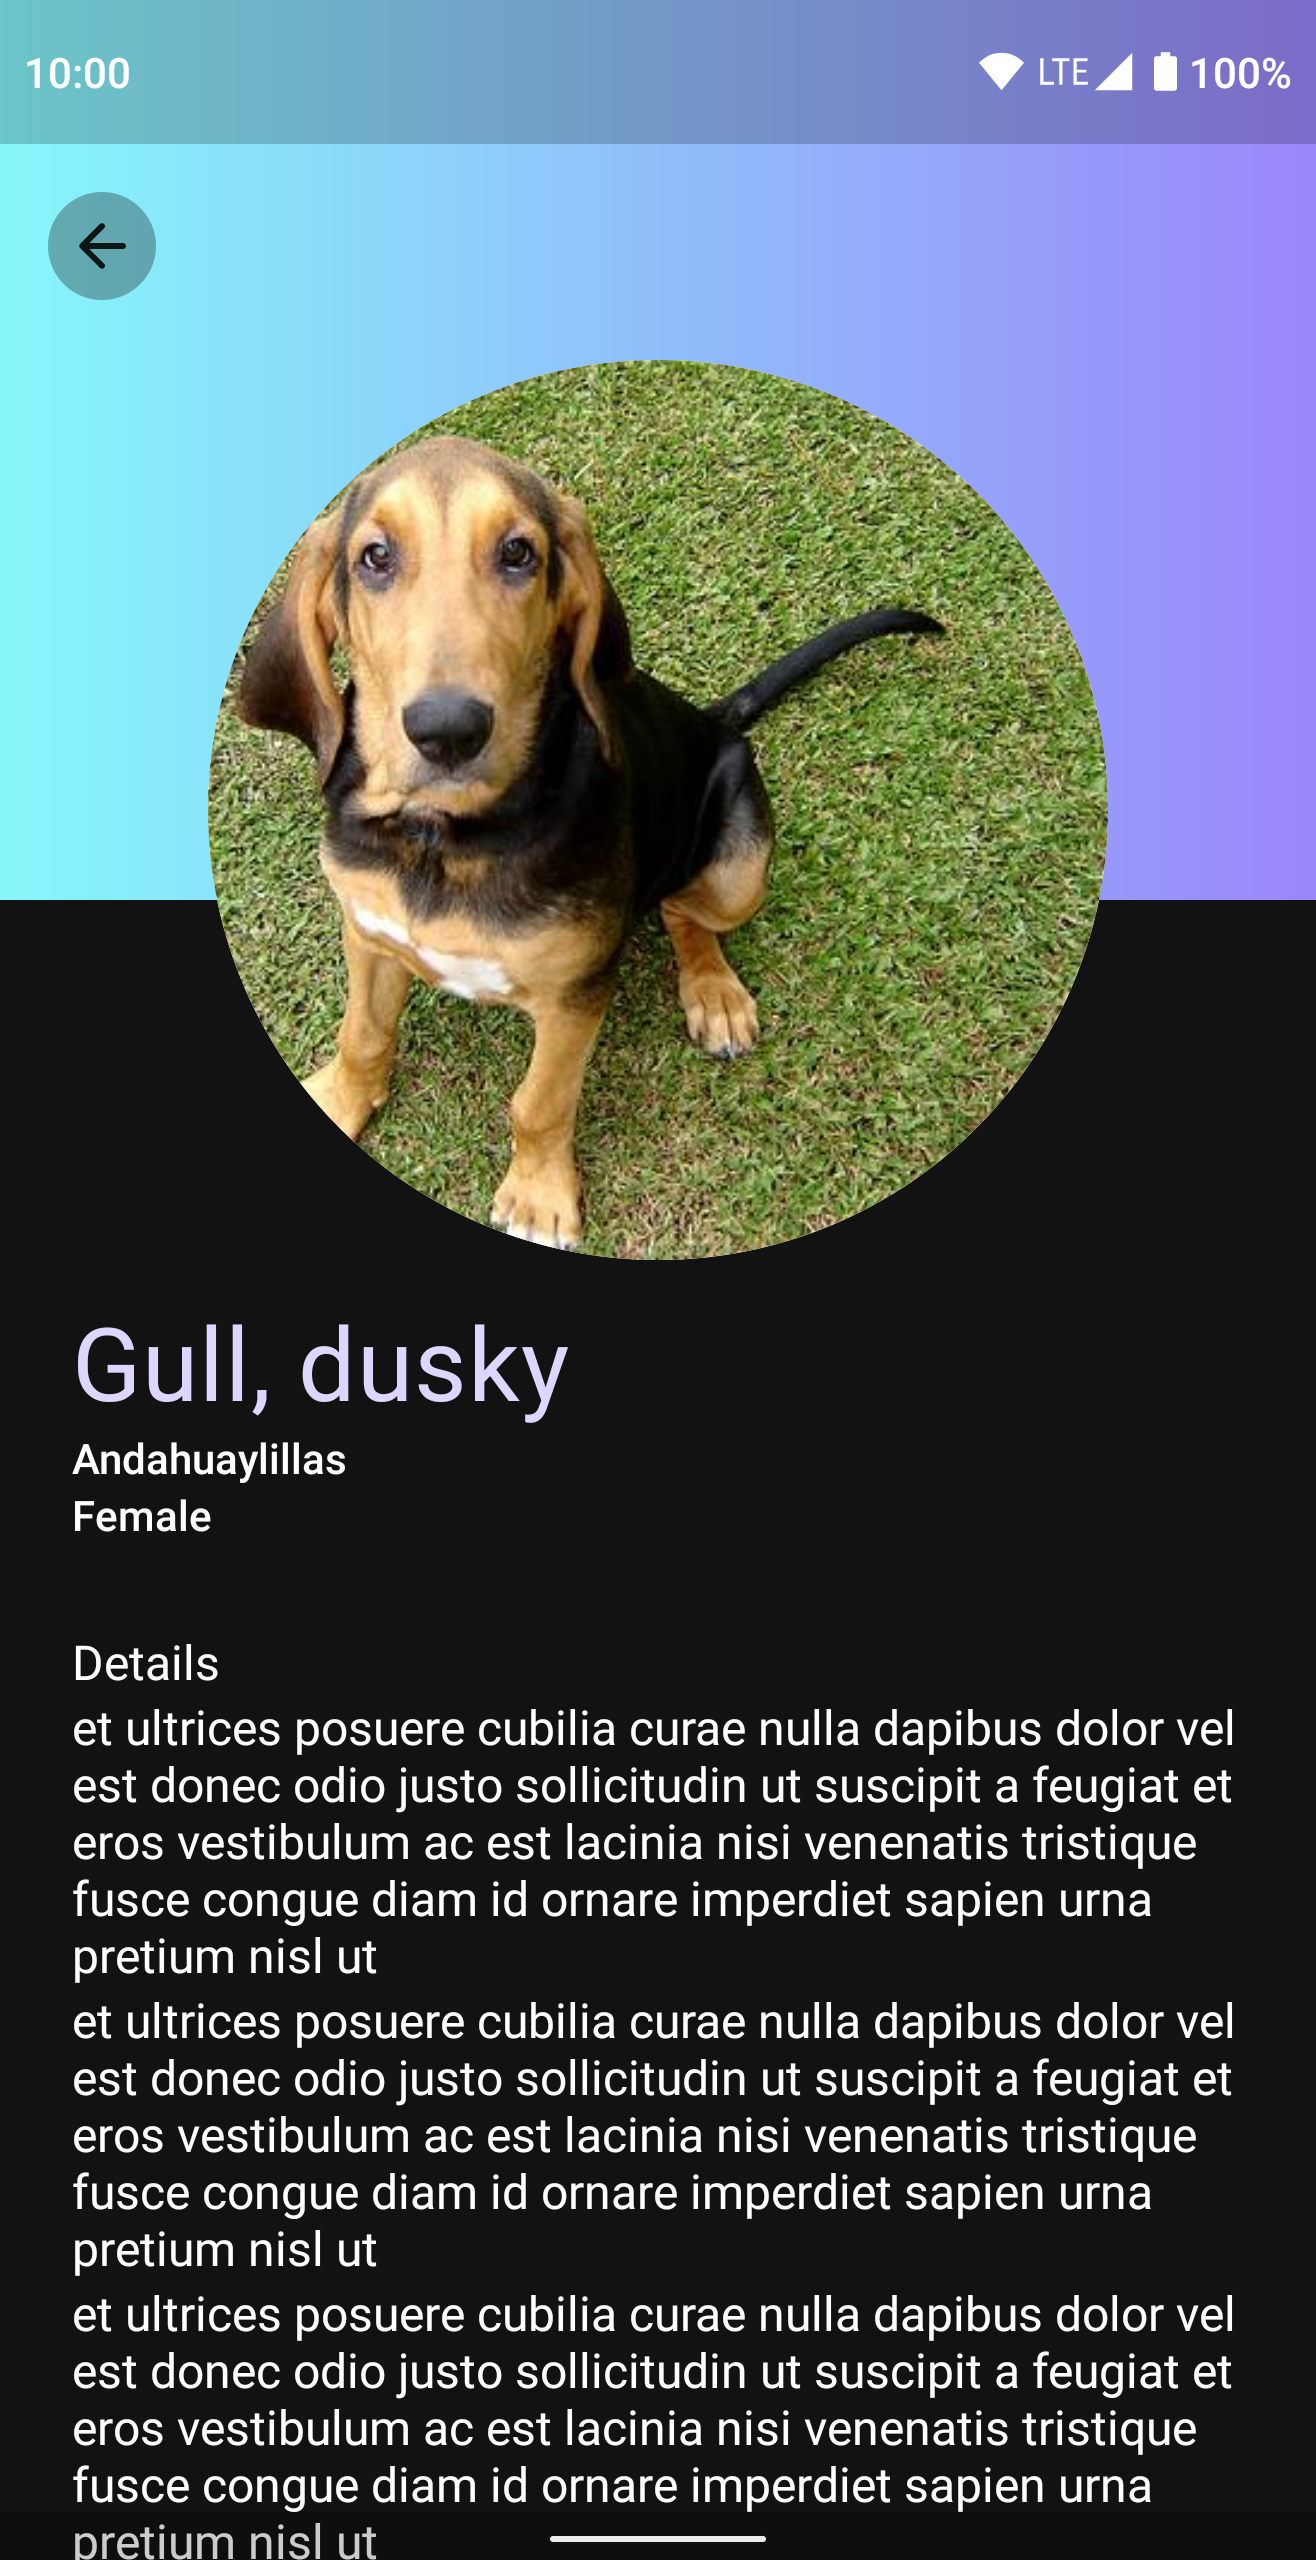 10:00 LTE 100%
Gull, dusky
Andahuaylillas
Female
Details
et ultrices posuere cubilia curae nulla dapibus dolor vel
est donec odio justo sollicitudin ut suscipit a feugiat et
eros vestibulum ac est lacinia nisi venenatis tristique
fusce congue diam id ornare imperdiet sapien urna
pretium nisl ut
et ultrices posuere cubilia curae nulla dapibus dolor vel
est donec odio justo sollicitudin ut suscipit a feugiat et
eros vestibulum ac est lacinia nisi venenatis tristique
fusce congue diam id ornare imperdiet sapien urna
pretium nisl ut
et ultrices posuere cubilia curae nulla dapibus dolor vel
est donec odio justo sollicitudin ut suscipit a feugiat et
eros vestibulum ac est lacinia nisi venenatis tristique
fusce congue diam id ornare imperdiet sapien urna
pretium nisl ut